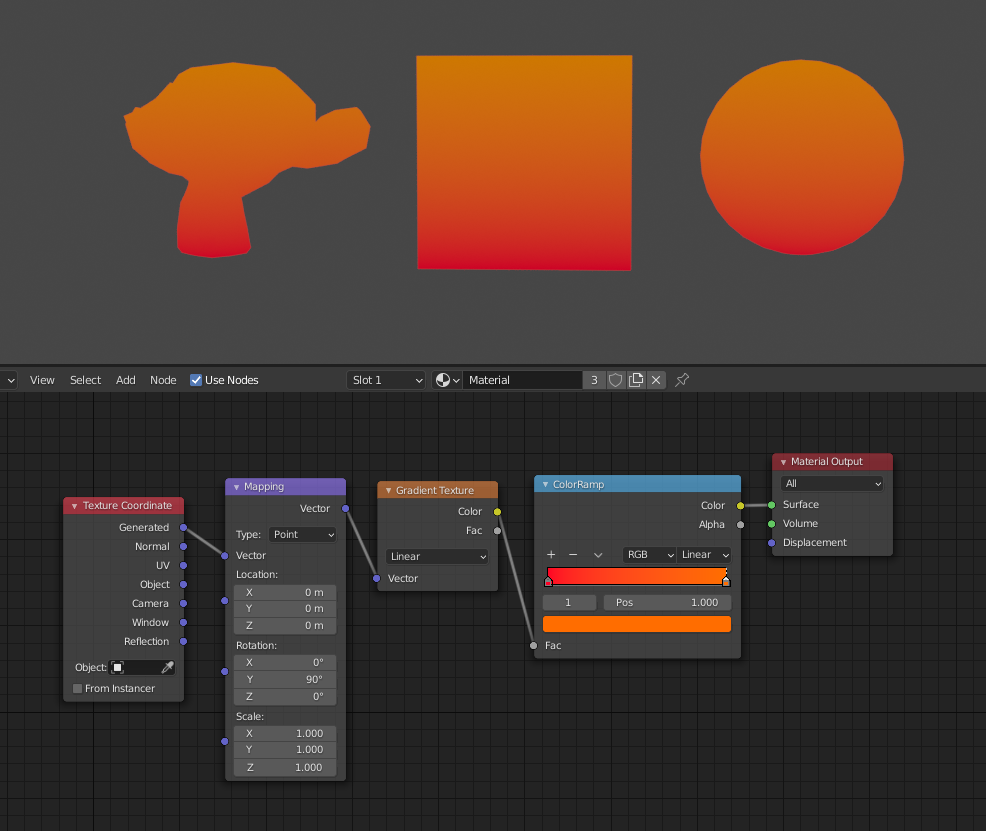 View Select Add Node Use Nodes Slot 1 Material 3
Texture Coordinate
Generated
Normal
UV
Object
Camera
Window
Reflection
Object:
From Instancer
Mapping
Vector
Type: Point
Vector
Location:
X 0 m
Y 0 m
Z 0 m
Rotation:
X 0°
Y 90°
Z 0°
Scale:
X 1.000
Y 1.000
Z 1.000
Gradient Texture
Color
Fac
Linear
Vector
ColorRamp
Color
Alpha
RGB Linear
1 Pos 1.000
Fac
Material Output
All
Surface
Volume
Displacement